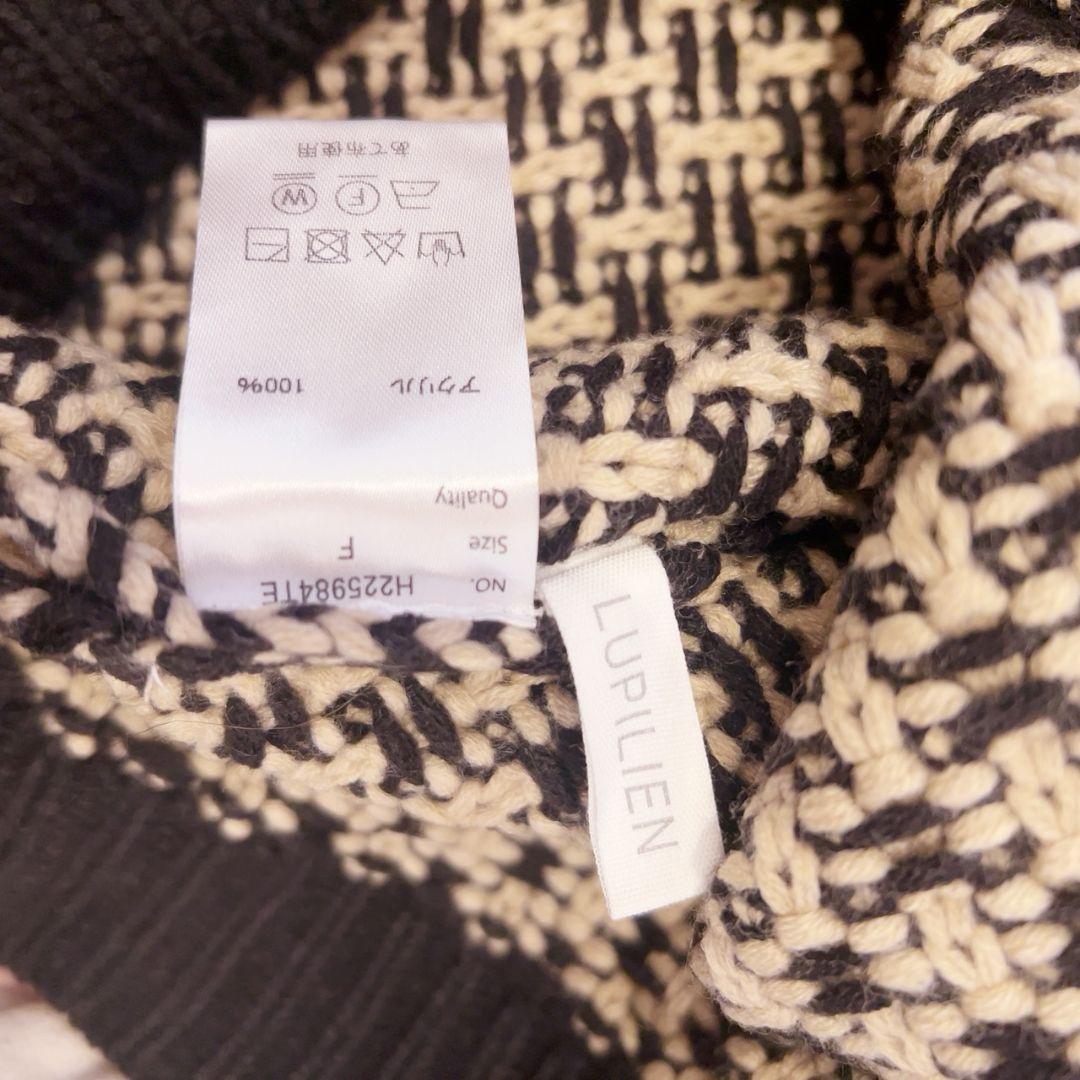 NO. H225984TE
Size F
Quality
アクリル 100%
F W
あて布使用
LUPILIEN